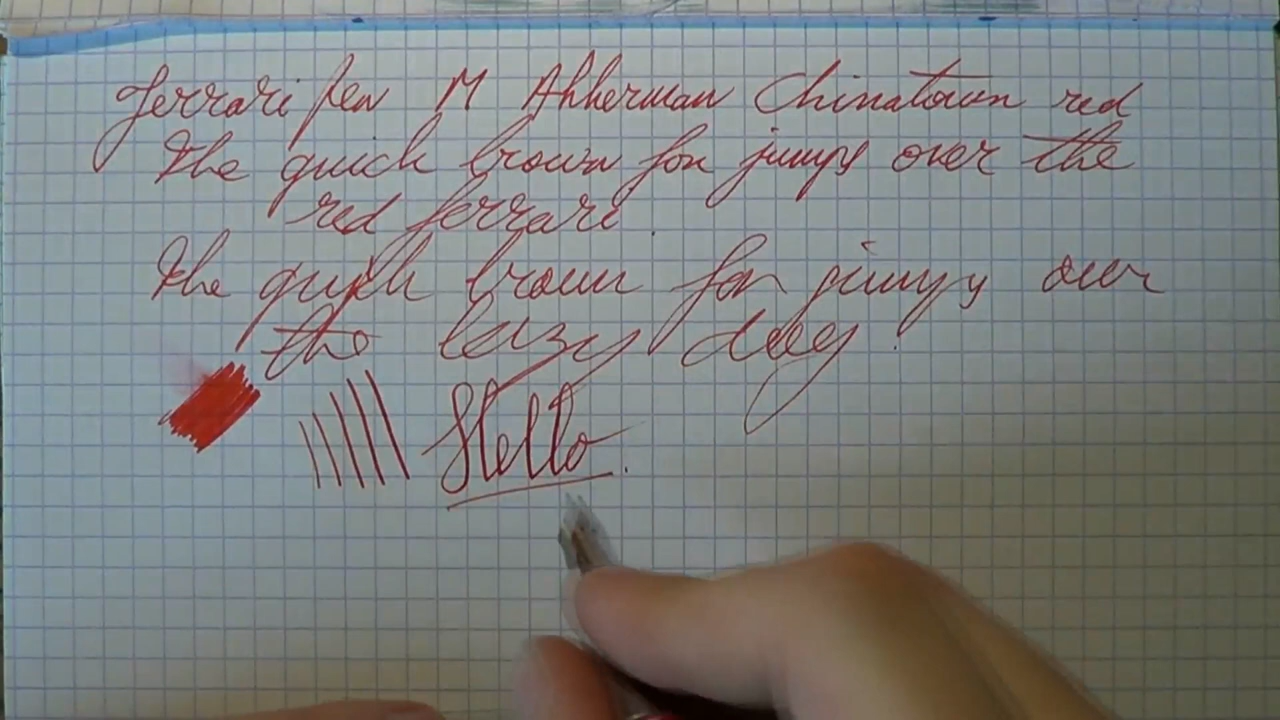 Ferrari pen M Akkerman Chinatown red
The quick brown fox jumps over the
red ferrari.
The quick brown fox jumps over
the lazy dog!
Hello.